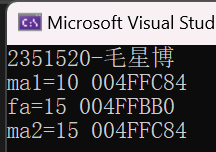 Microsoft Visual Stud
2351520-毛星博
ma1=10 004FFC84
fa=15 004FFBB0
ma2=15 004FFC84